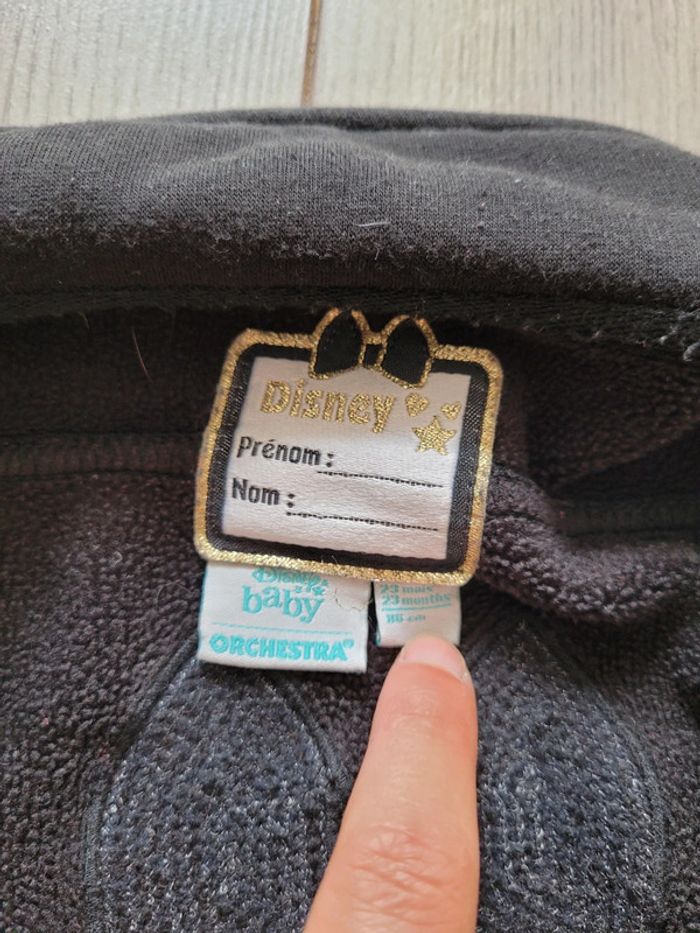 Disney
Prénom :
Nom :
Disney
baby
ORCHESTRA
23 mois
23 months
86 cm